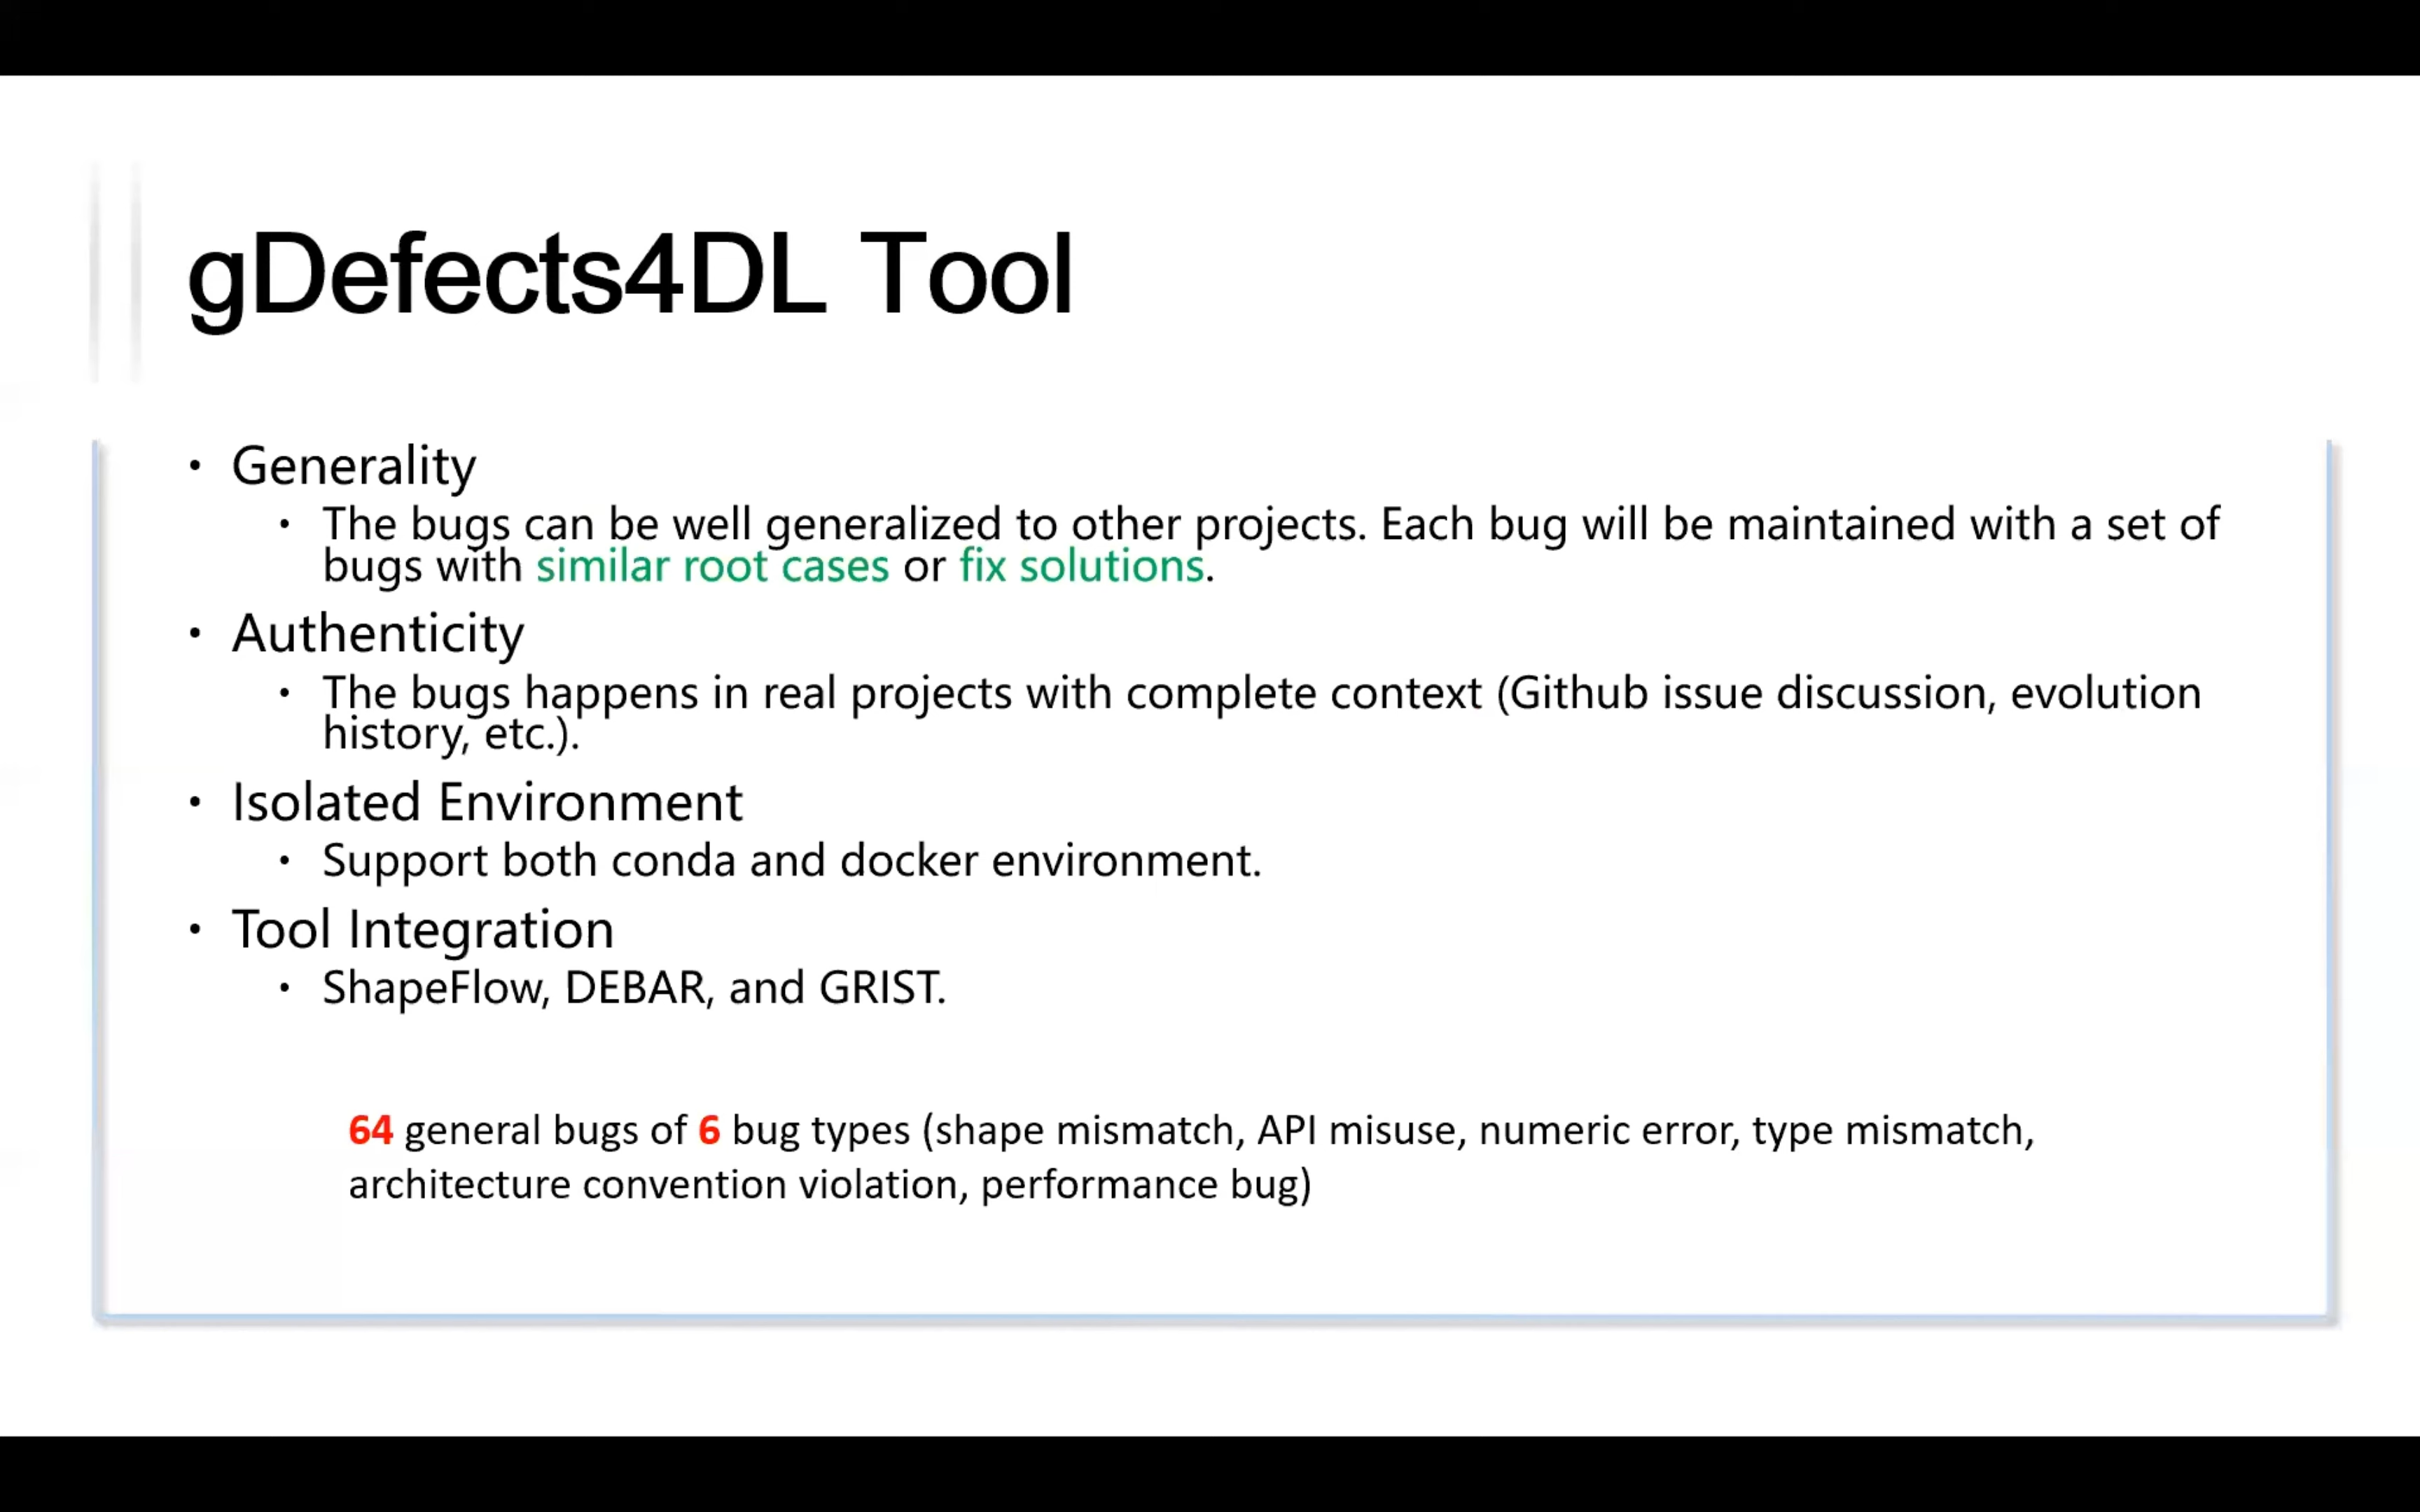 gDefects4DL Tool
• Generality
• The bugs can be well generalized to other projects. Each bug will be maintained with a set of
bugs with similar root cases or fix solutions.
• Authenticity
• The bugs happens in real projects with complete context (Github issue discussion, evolution
history, etc.).
• Isolated Environment
• Support both conda and docker environment.
• Tool Integration
• ShapeFlow, DEBAR, and GRIST.
64 general bugs of 6 bug types (shape mismatch, API misuse, numeric error, type mismatch,
architecture convention violation, performance bug)